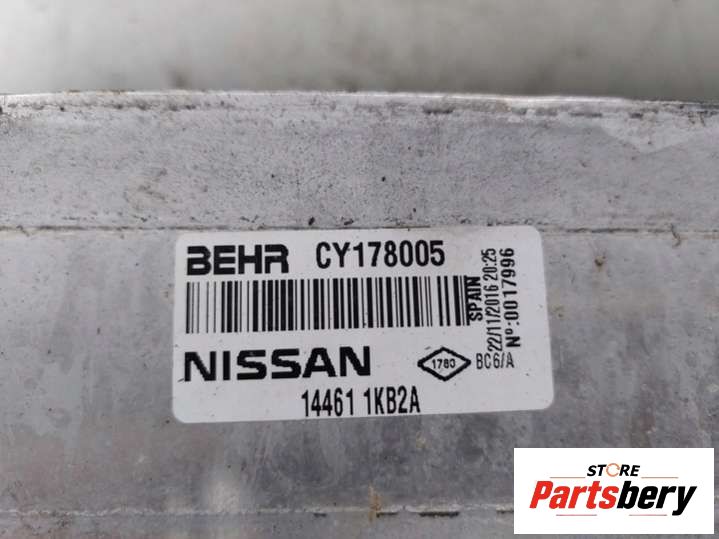 BEHR CY178005
NISSAN
1780
BC6/A
14461 1KB2A
SPAIN
22/11/2016 20:25
Nº:0017996
STORE
Partsbery